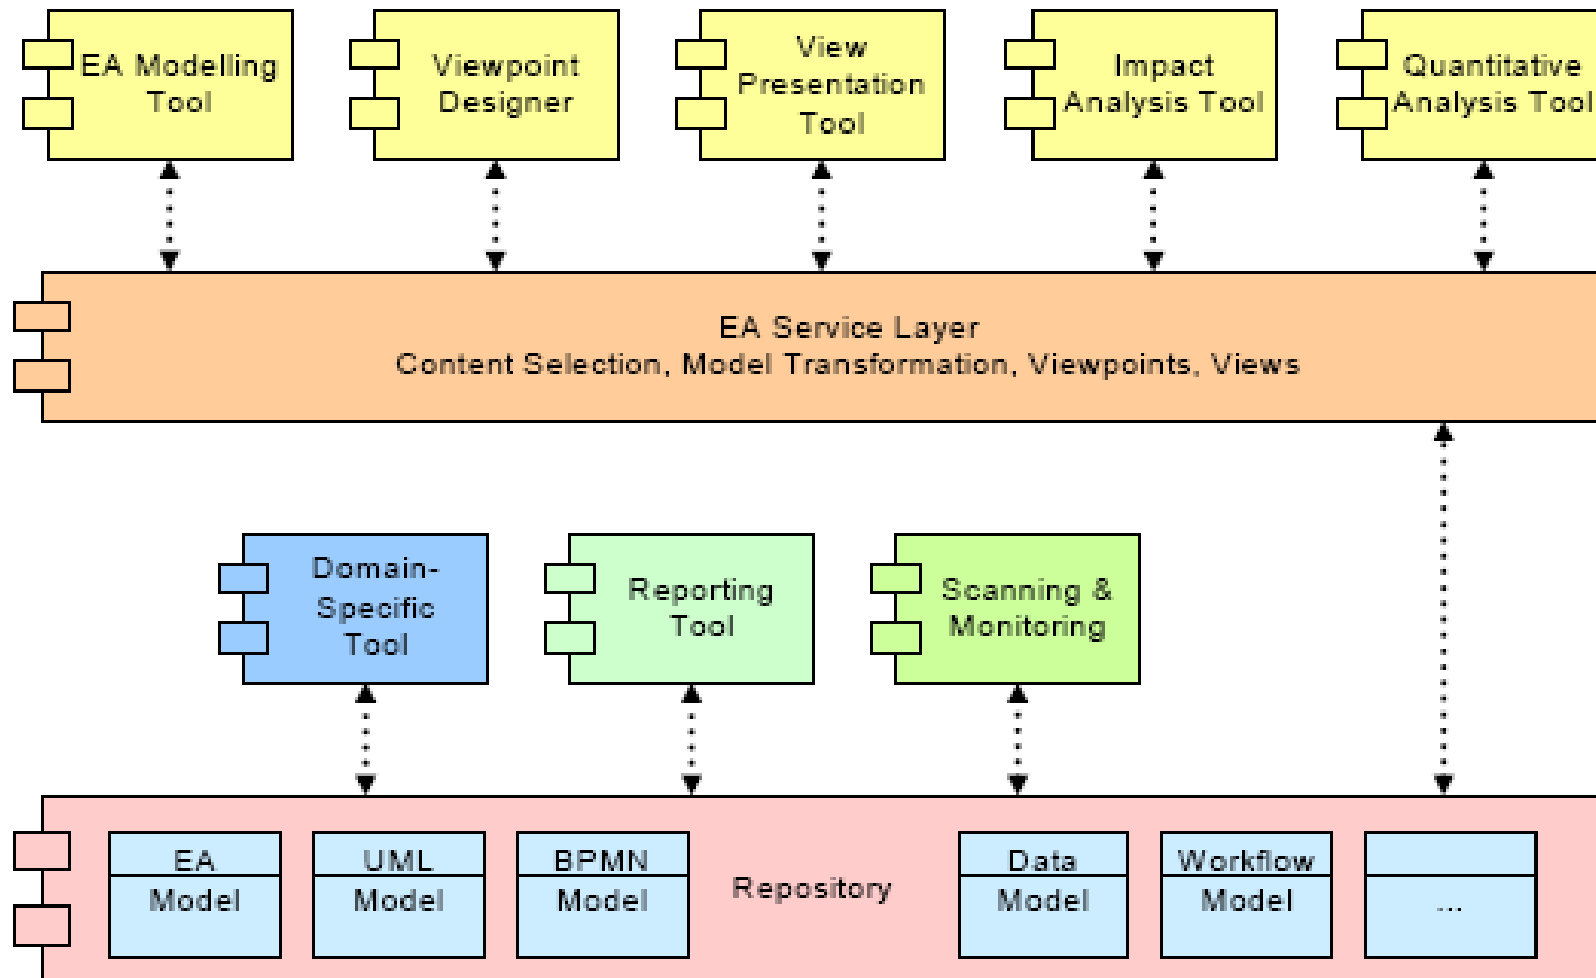 EA Modelling
Tool
Viewpoint
Designer
View
Presentation
Tool
Impact
Analysis Tool
Quantitative
Analysis Tool
EA Service Layer
Content Selection, Model Transformation, Viewpoints, Views
Domain-
Specific
Tool
Reporting
Tool
Scanning &
Monitoring
EA
Model
UML
Model
BPMN
Model
Repository
Data
Model
Workflow
Model
...